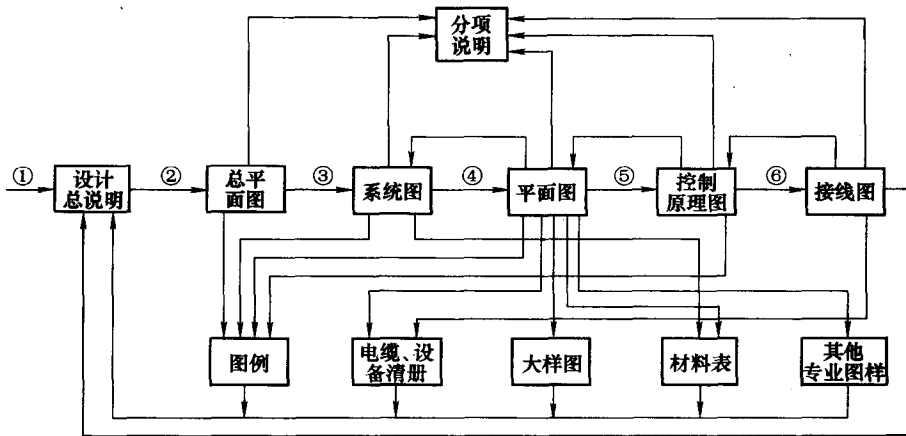 分项
说明
①
设计
总说明
②
总平
面图
③
系统图
④
平面图
⑤
控制
原理图
⑥
接线图
图例
电缆、设
备清册
大样图
材料表
其他
专业图样